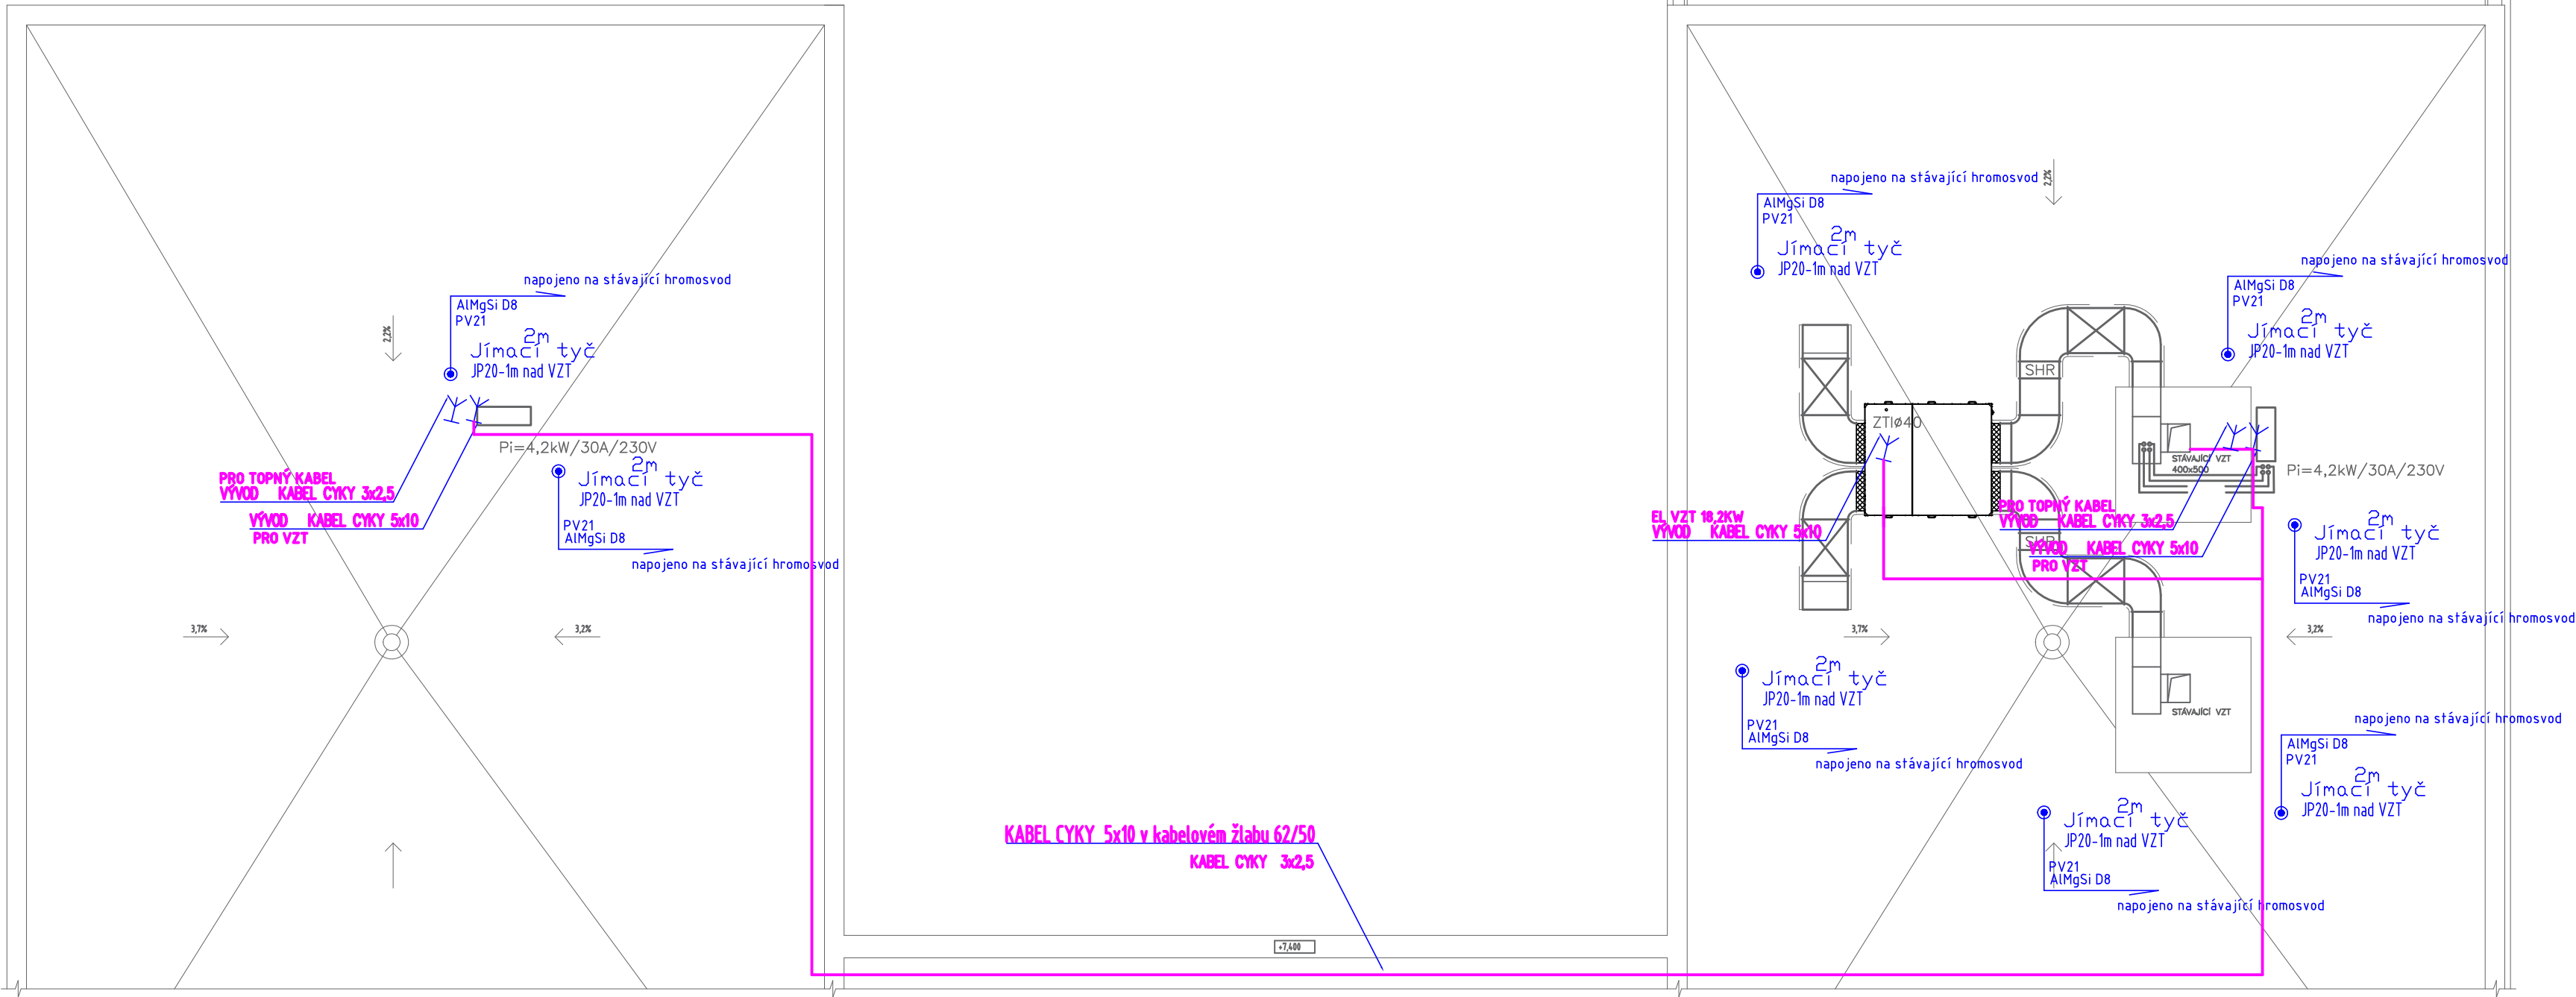 napojeno na stávající hromosvod
AlMgSi D8
PV21
2m
Jímací tyč
JP20-1m nad VZT
2,2%
Pi=4,2kW/30A/230V
PRO TOPNÝ KABEL
VÝVOD KABEL CYKY 3x2,5
VÝVOD KABEL CYKY 5x10
PRO VZT
2m
Jímací tyč
JP20-1m nad VZT
PV21
AlMgSi D8
napojeno na stávající hromosvod
3,7%
3,2%
KABEL CYKY 5x10 v kabelovém žlabu 62/50
KABEL CYKY 3x2,5
+7,400
napojeno na stávající hromosvod
AlMgSi D8
PV21
2m
Jímací tyč
JP20-1m nad VZT
2,2%
napojeno na stávající hromosvod
AlMgSi D8
PV21
2m
Jímací tyč
JP20-1m nad VZT
SHR
ZTIø40
STÁVAJÍCÍ VZT
400x500
Pi=4,2kW/30A/230V
EL VZT 18,2KW
VÝVOD KABEL CYKY 5x10
PRO TOPNÝ KABEL
VÝVOD KABEL CYKY 3x2,5
SHR
VÝVOD KABEL CYKY 5x10
PRO VZT
2m
Jímací tyč
JP20-1m nad VZT
PV21
AlMgSi D8
napojeno na stávající hromosvod
3,7%
3,2%
2m
Jímací tyč
JP20-1m nad VZT
PV21
AlMgSi D8
napojeno na stávající hromosvod
STÁVAJÍCÍ VZT
napojeno na stávající hromosvod
AlMgSi D8
PV21
2m
Jímací tyč
JP20-1m nad VZT
2m
Jímací tyč
JP20-1m nad VZT
PV21
AlMgSi D8
napojeno na stávající hromosvod